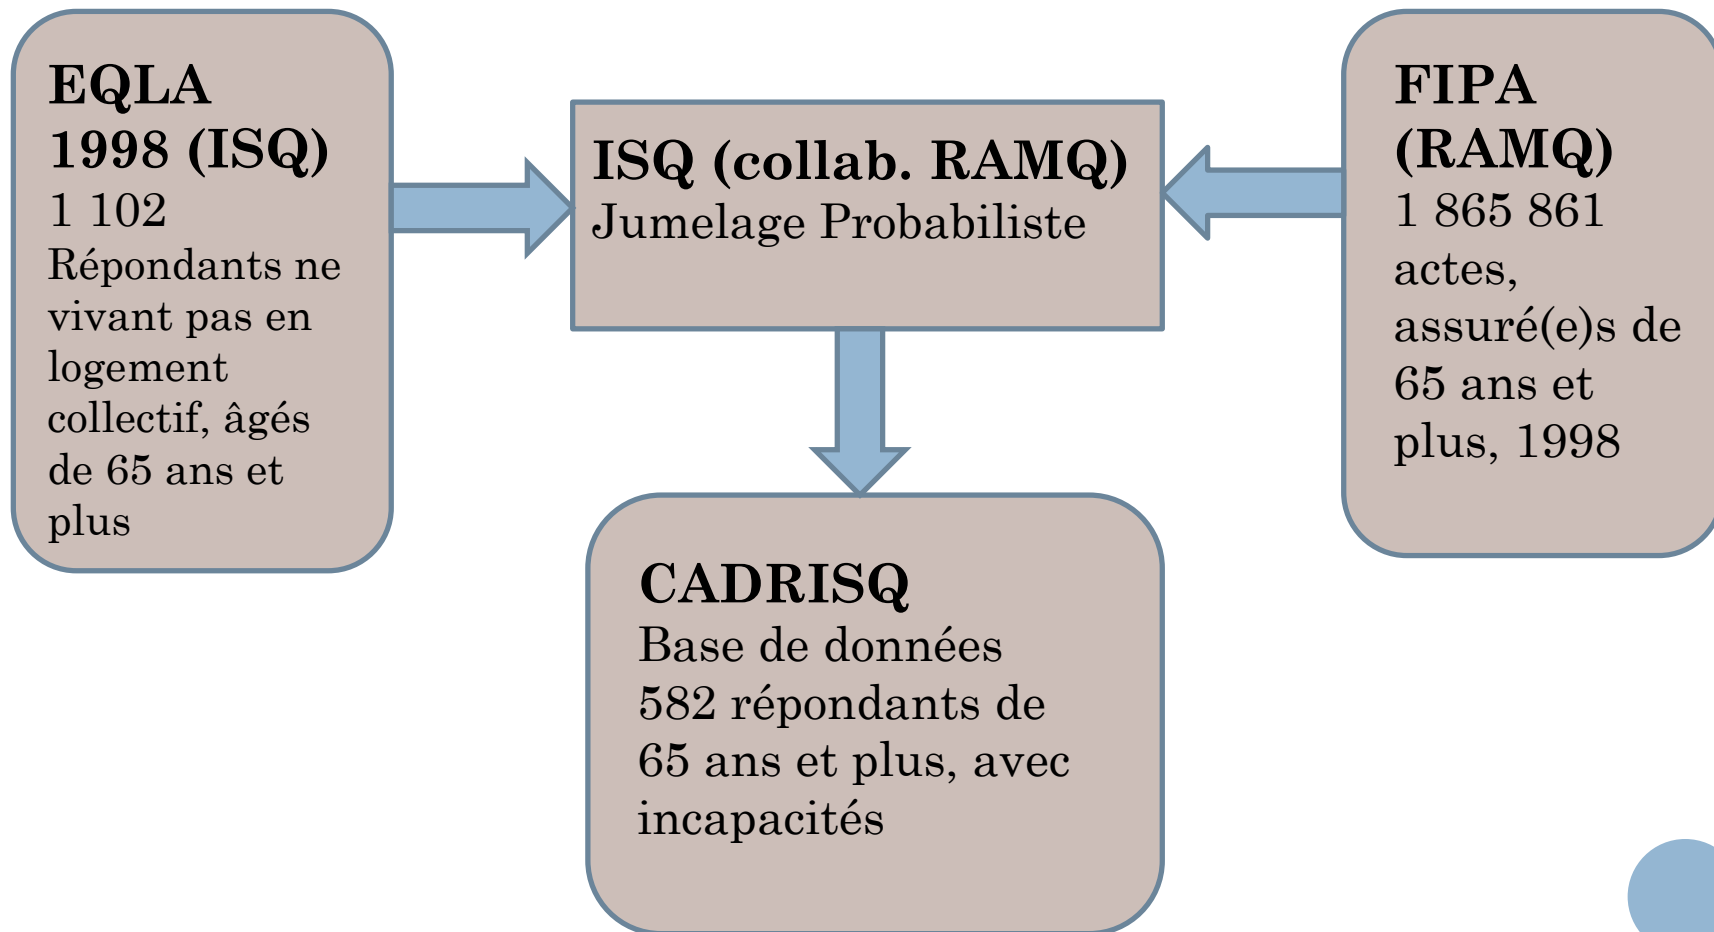 EQLA
1998 (ISQ)
1 102
Répondants ne
vivant pas en
logement
collectif, âgés
de 65 ans et
plus
ISQ (collab. RAMQ)
Jumelage Probabiliste
FIPA
(RAMQ)
1 865 861
actes,
assuré(e)s de
65 ans et
plus, 1998
CADRISQ
Base de données
582 répondants de
65 ans et plus, avec
incapacités